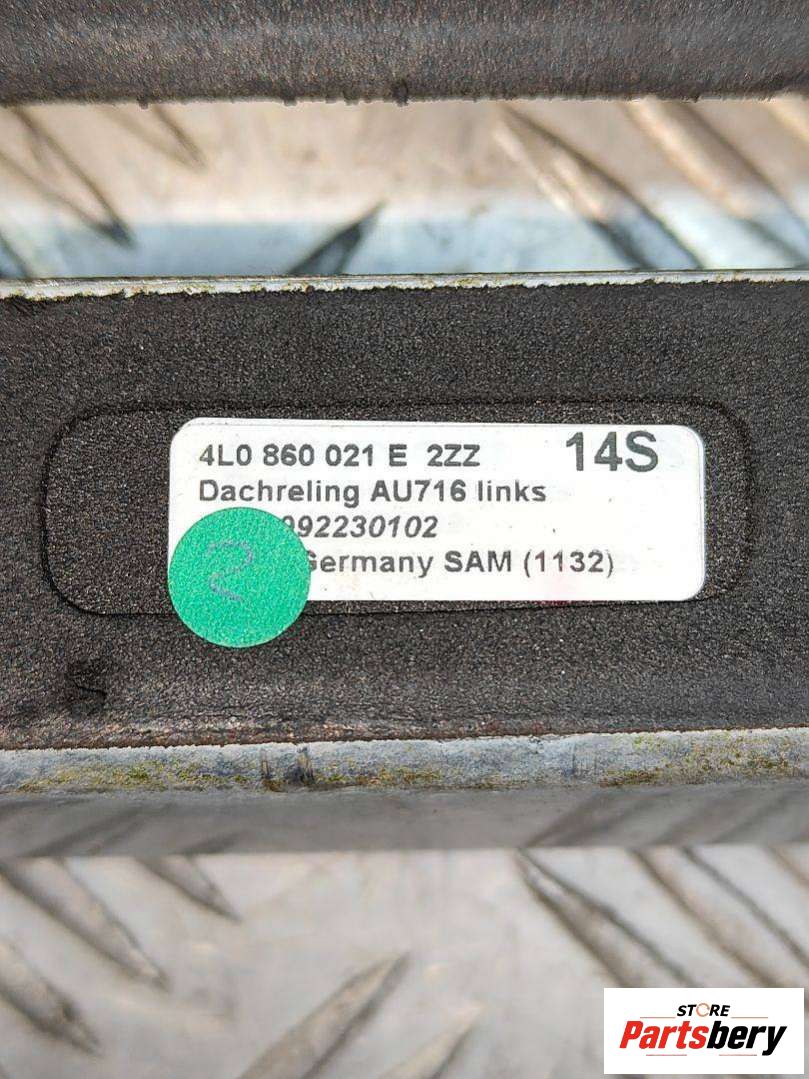 4L0 860 021 E 2ZZ 14S
Dachreling AU716 links
092230102
Germany SAM (1132)
2
STORE
Partsbery